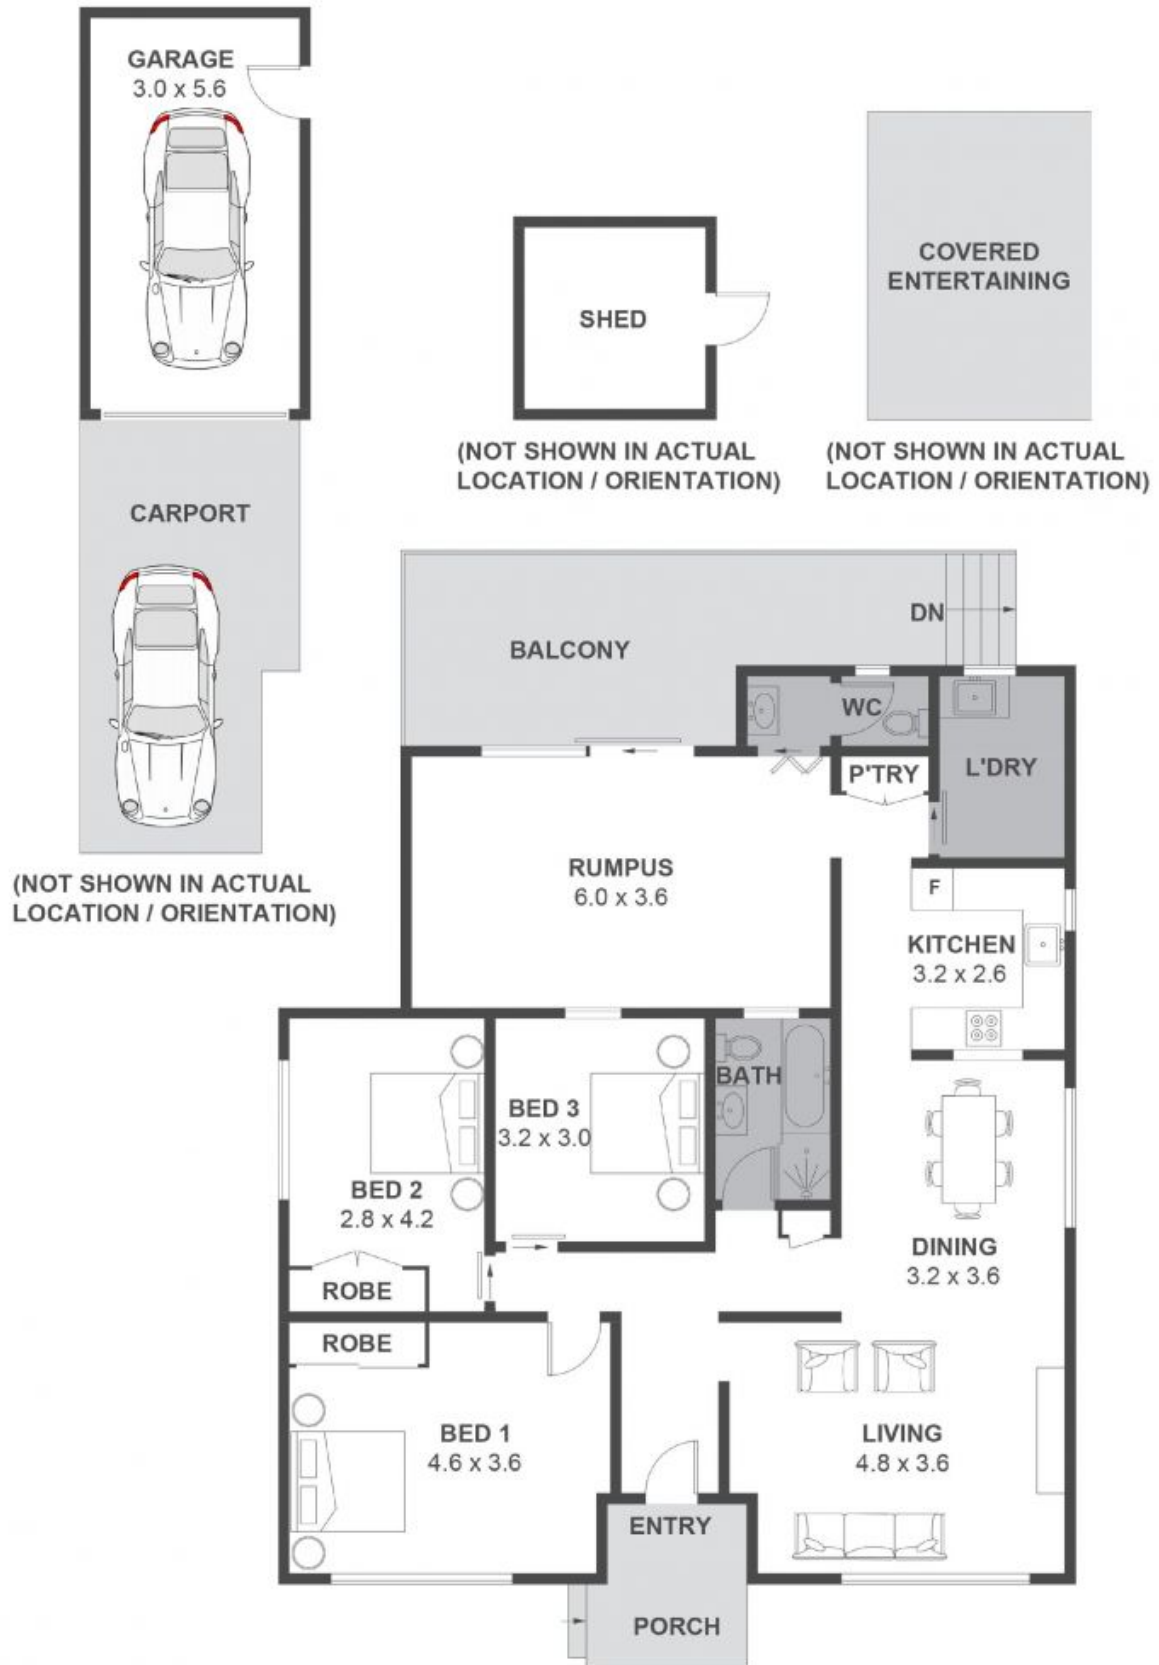 GARAGE
3.0 x 5.6
COVERED
ENTERTAINING
SHED
(NOT SHOWN IN ACTUAL
LOCATION / ORIENTATION)
(NOT SHOWN IN ACTUAL
LOCATION / ORIENTATION)
CARPORT
(NOT SHOWN IN ACTUAL
LOCATION / ORIENTATION)
DN
BALCONY
WC
P'TRY
L'DRY
RUMPUS
6.0 x 3.6
F
KITCHEN
3.2 x 2.6
BATH
BED 3
3.2 x 3.0
BED 2
2.8 x 4.2
ROBE
DINING
3.2 x 3.6
ROBE
BED 1
4.6 x 3.6
LIVING
4.8 x 3.6
ENTRY
PORCH